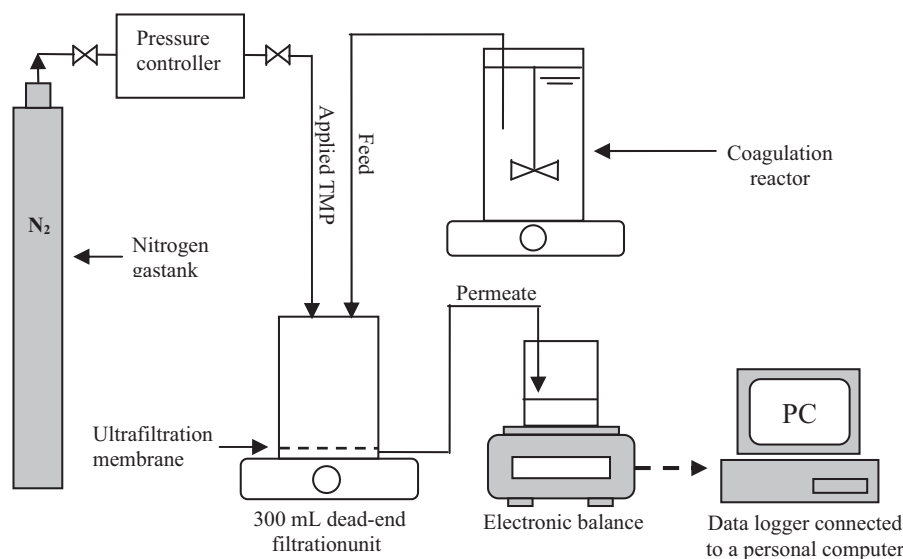 Pressure
controller
Applied TMP
Feed
Coagulation
reactor
N₂
Nitrogen
gastank
Permeate
Ultrafiltration
membrane
PC
300 mL dead-end
filtrationunit
Electronic balance
Data logger connected
to a personal computer